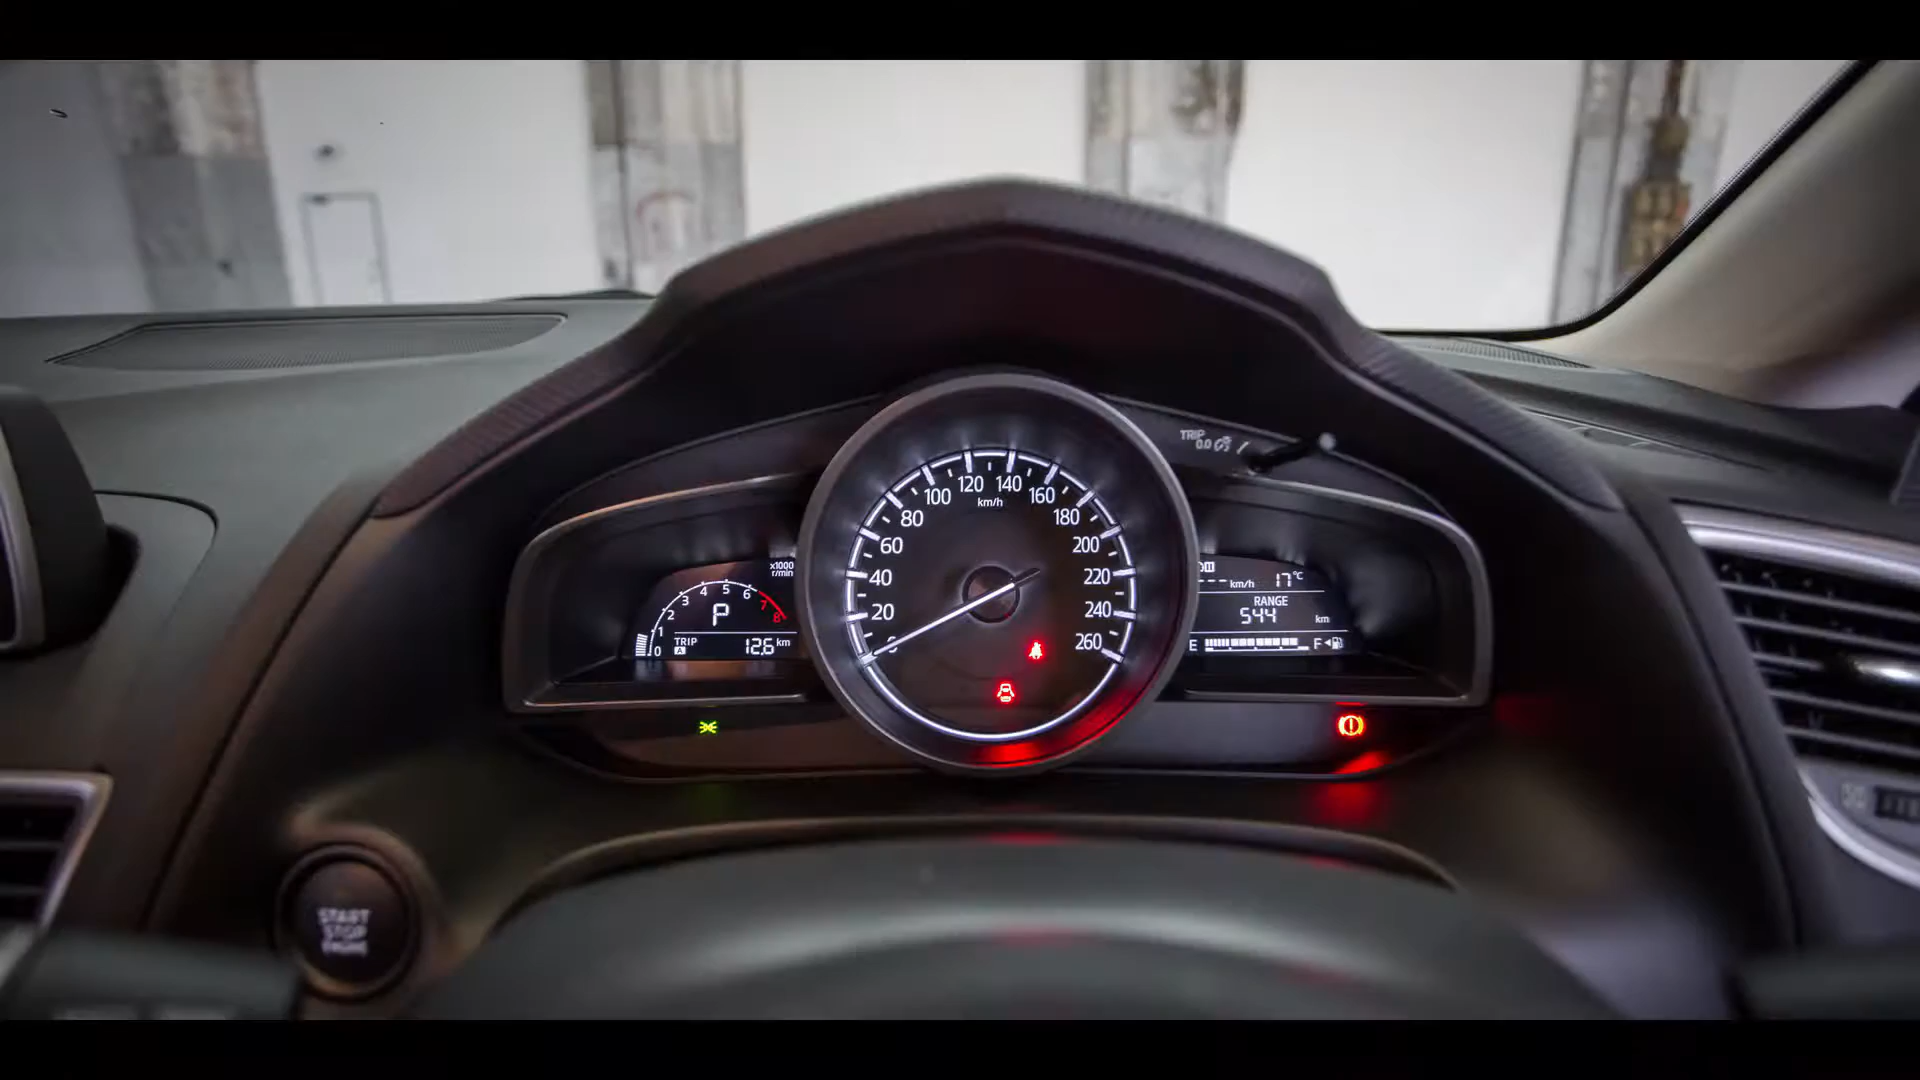 TRIP
0.0
100 120 140 160
km/h
80 180
60 200
40 220
20 240
0 260
x1000
r/min
0 1 2 3 4 5 6 7 8
P
TRIP
A 12.6 km
km/h 17°C
RANGE
544 km
E F
START
STOP
ENGINE